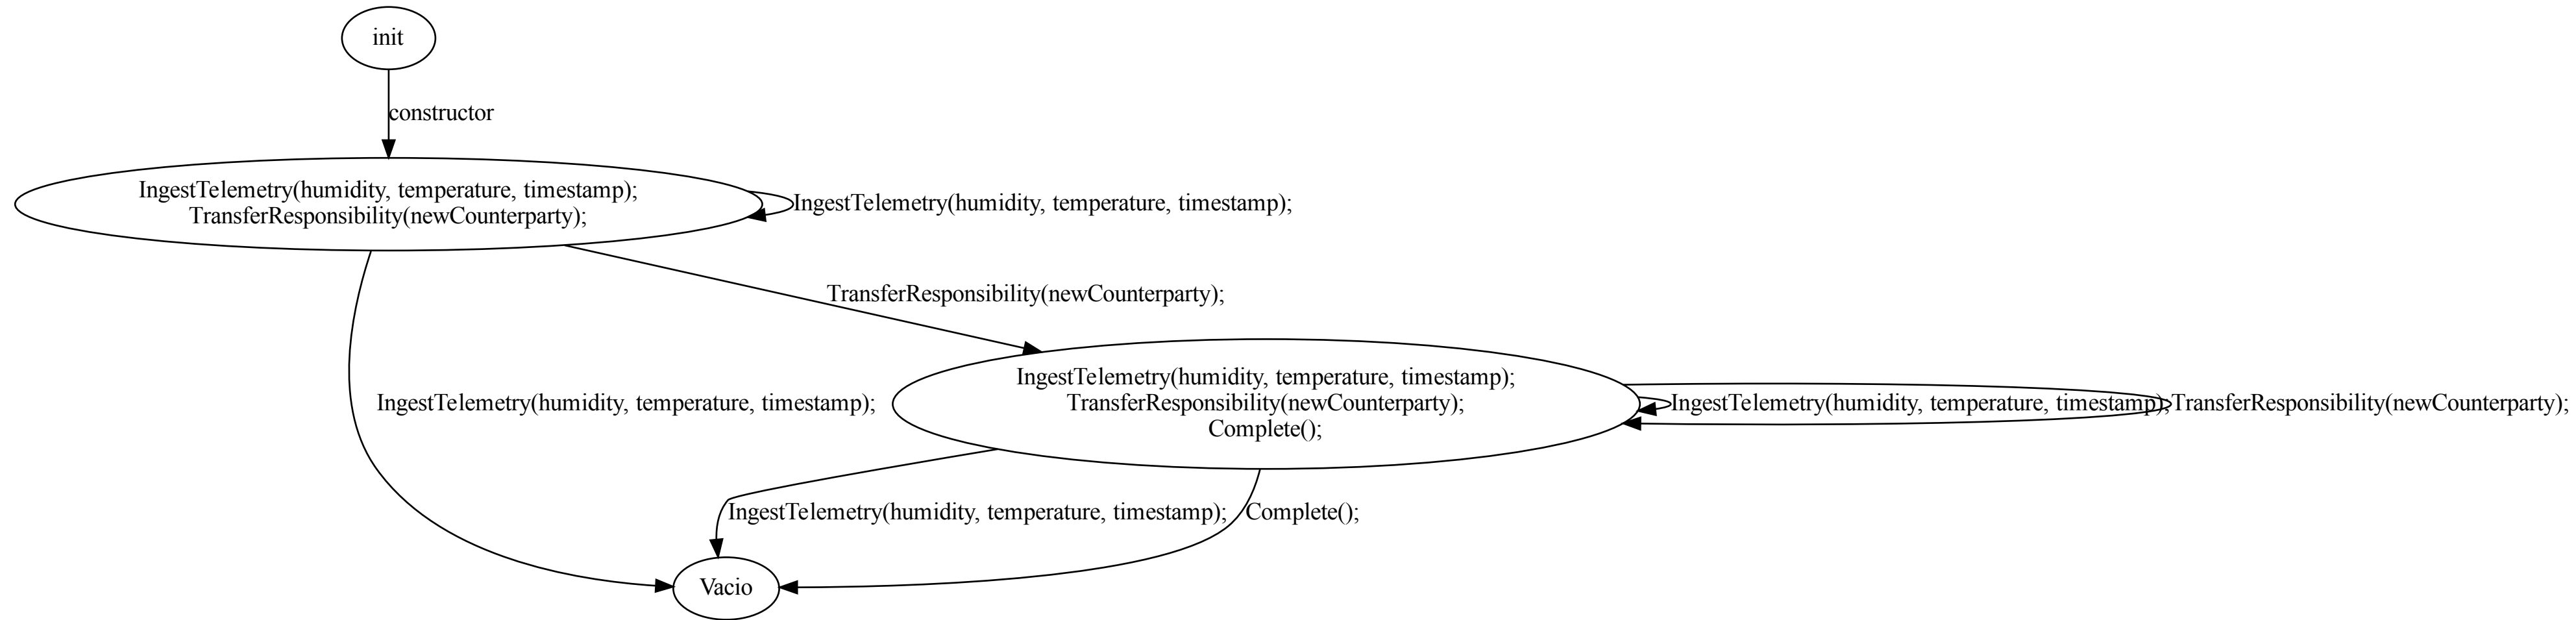 init
constructor
IngestTelemetry(humidity, temperature, timestamp);
TransferResponsibility(newCounterparty);
IngestTelemetry(humidity, temperature, timestamp);
TransferResponsibility(newCounterparty);
IngestTelemetry(humidity, temperature, timestamp);
IngestTelemetry(humidity, temperature, timestamp);
TransferResponsibility(newCounterparty);
Complete();
IngestTelemetry(humidity, temperature, timestamp);
TransferResponsibility(newCounterparty);
IngestTelemetry(humidity, temperature, timestamp);
Complete();
Vacio